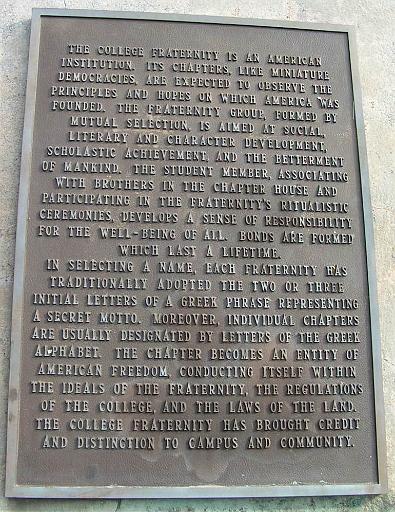 THE COLLEGE FRATERNITY IS AN AMERICAN
INSTITUTION. ITS CHAPTERS, LIKE MINIATURE
DEMOCRACIES, ARE EXPECTED TO OBSERVE THE
PRINCIPLES AND HOPES ON WHICH AMERICA WAS
FOUNDED. THE FRATERNITY GROUP, FORMED BY
MUTUAL SELECTION, IS AIMED AT SOCIAL,
LITERARY AND CHARACTER DEVELOPMENT,
SCHOLASTIC ACHIEVEMENT, AND THE BETTERMENT
OF MANKIND. THE STUDENT MEMBER, ASSOCIATING
WITH BROTHERS IN THE CHAPTER HOUSE AND
PARTICIPATING IN THE FRATERNITY'S RITUALISTIC
CEREMONIES, DEVELOPS A SENSE OF RESPONSIBILITY
FOR THE WELL-BEING OF ALL. BONDS ARE FORMED
WHICH LAST A LIFETIME.
IN SELECTING A NAME, EACH FRATERNITY HAS
TRADITIONALLY ADOPTED THE TWO OR THREE
INITIAL LETTERS OF A GREEK PHRASE REPRESENTING
A SECRET MOTTO. MOREOVER, INDIVIDUAL CHAPTERS
ARE USUALLY DESIGNATED BY LETTERS OF THE GREEK
ALPHABET. THE CHAPTER BECOMES AN ENTITY OF
AMERICAN FREEDOM, CONDUCTING ITSELF WITHIN
THE IDEALS OF THE FRATERNITY, THE REGULATIONS
OF THE COLLEGE, AND THE LAWS OF THE LAND.
THE COLLEGE FRATERNITY HAS BROUGHT CREDIT
AND DISTINCTION TO CAMPUS AND COMMUNITY.